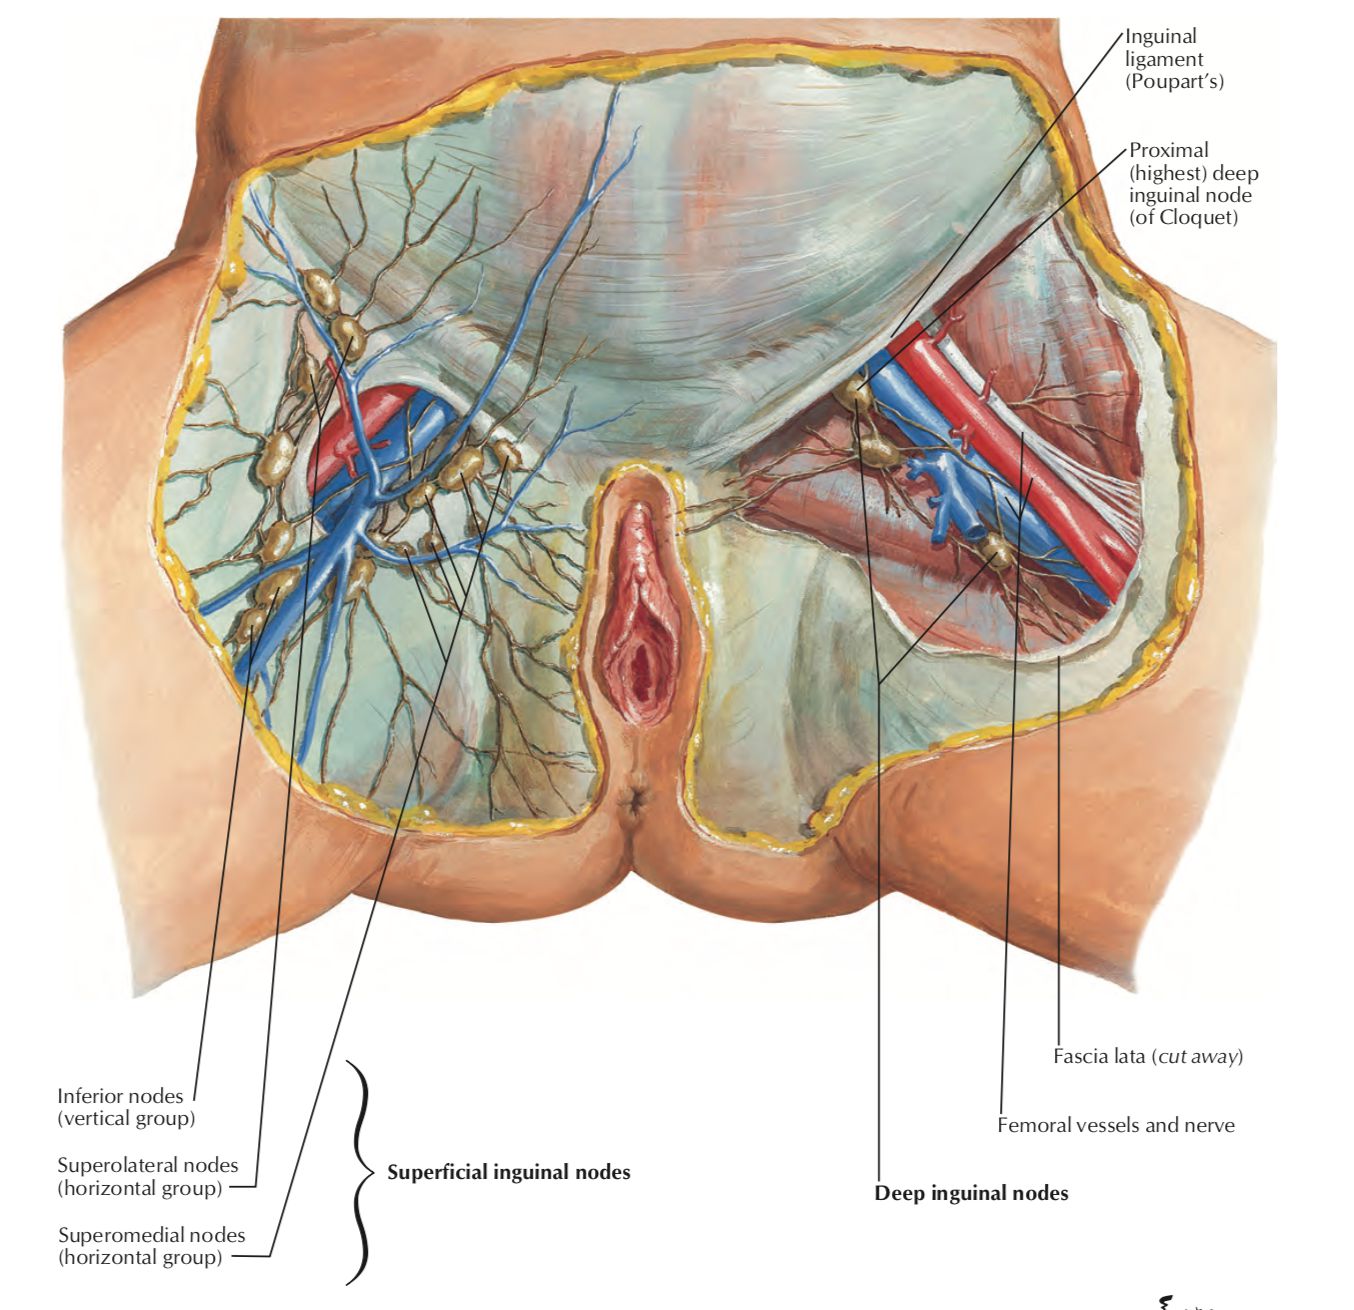 Inguinal
ligament
(Poupart’s)
Proximal
(highest) deep
inguinal node
(of Cloquet)
Fascia lata (cut away)
Femoral vessels and nerve
Deep inguinal nodes
Inferior nodes
(vertical group)
Superolateral nodes
(horizontal group)
Superomedial nodes
(horizontal group)
Superficial inguinal nodes